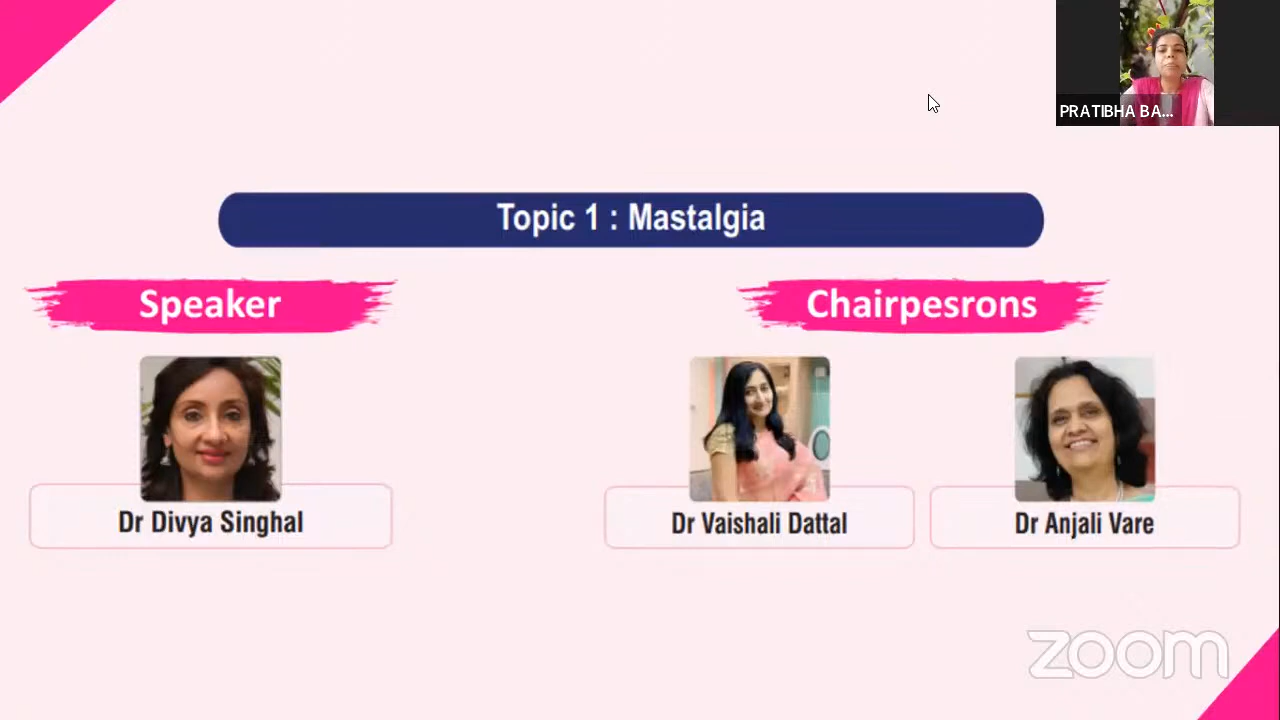 PRATIBHA BA...
Topic 1 : Mastalgia
Speaker
Chairpesrons
Dr Divya Singhal
Dr Vaishali Dattal
Dr Anjali Vare
zoom